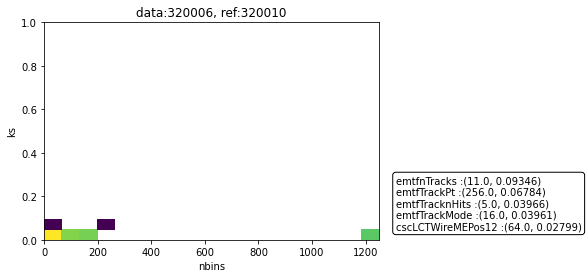 data:320006, ref:320010
1.0
0.8
0.6
0.4
0.2
0.0
ks
0 200 400 600 800 1000 1200
nbins
emtfnTracks :(11.0, 0.09346)
emtfTrackPt :(256.0, 0.06784)
emtfTracknHits :(5.0, 0.03966)
emtfTrackMode :(16.0, 0.03961)
cscLCTWireMEPos12 :(64.0, 0.02799)